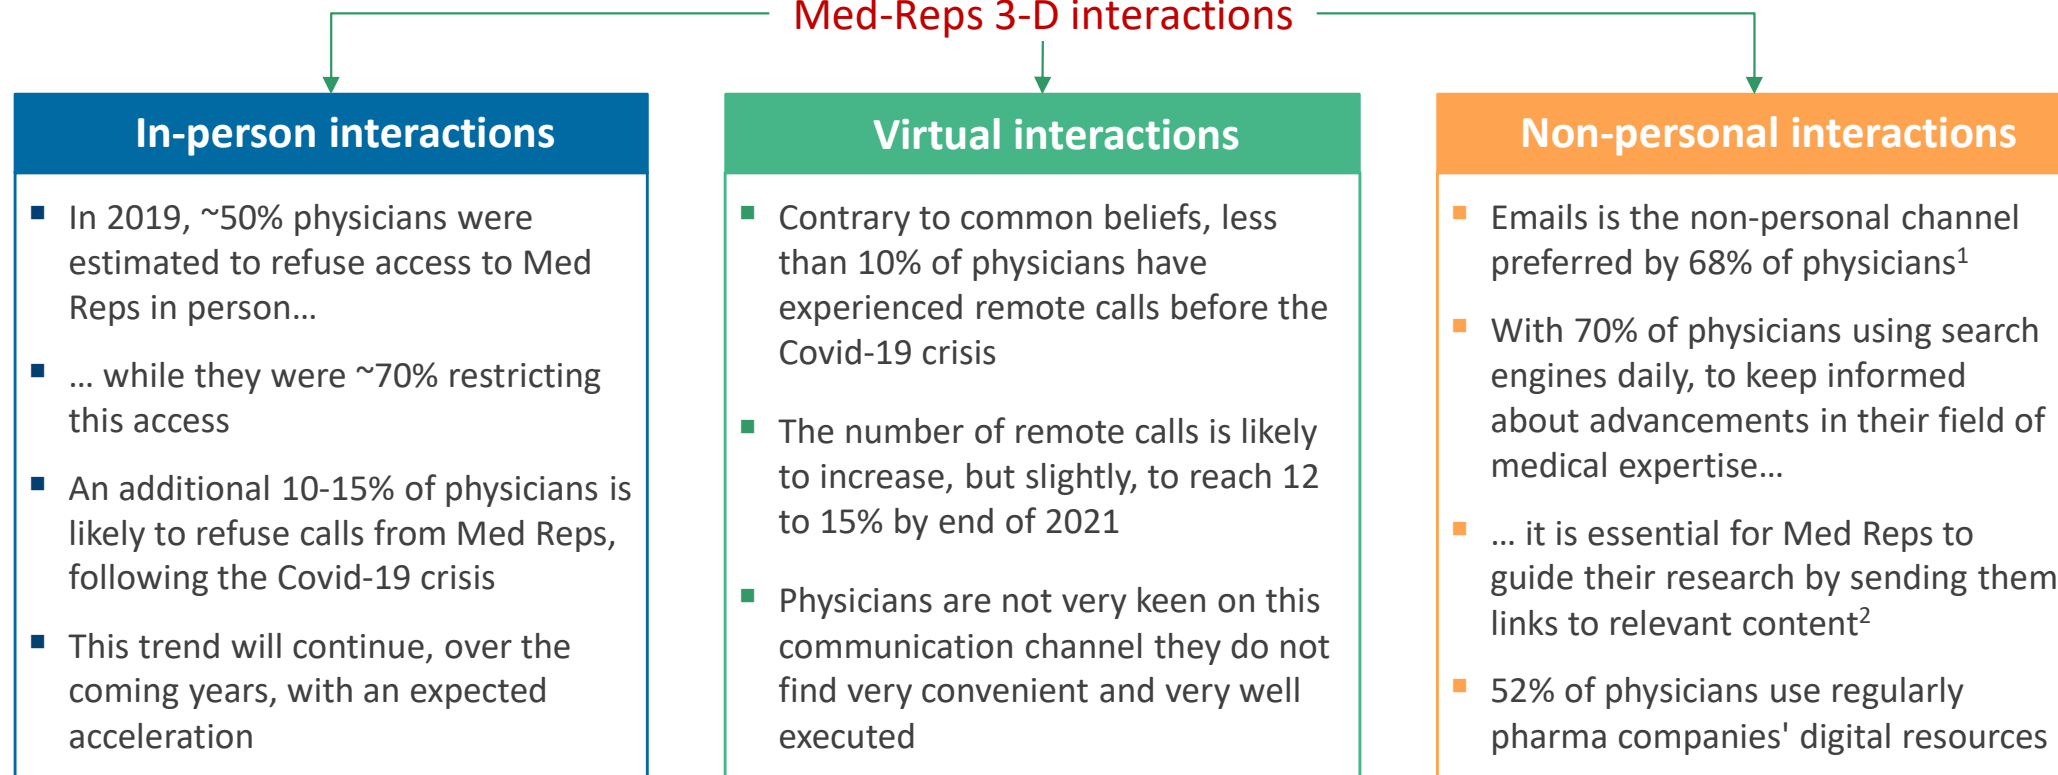 Med-Reps 3-D interactions
In-person interactions
■ In 2019, ~50% physicians were
estimated to refuse access to Med
Reps in person…
■ … while they were ~70% restricting
this access
■ An additional 10-15% of physicians is
likely to refuse calls from Med Reps,
following the Covid-19 crisis
■ This trend will continue, over the
coming years, with an expected
acceleration
Virtual interactions
■ Contrary to common beliefs, less
than 10% of physicians have
experienced remote calls before the
Covid-19 crisis
■ The number of remote calls is likely
to increase, but slightly, to reach 12
to 15% by end of 2021
■ Physicians are not very keen on this
communication channel they do not
find very convenient and very well
executed
Non-personal interactions
■ Emails is the non-personal channel
preferred by 68% of physicians¹
■ With 70% of physicians using search
engines daily, to keep informed
about advancements in their field of
medical expertise…
■ … it is essential for Med Reps to
guide their research by sending them
links to relevant content²
■ 52% of physicians use regularly
pharma companies' digital resources